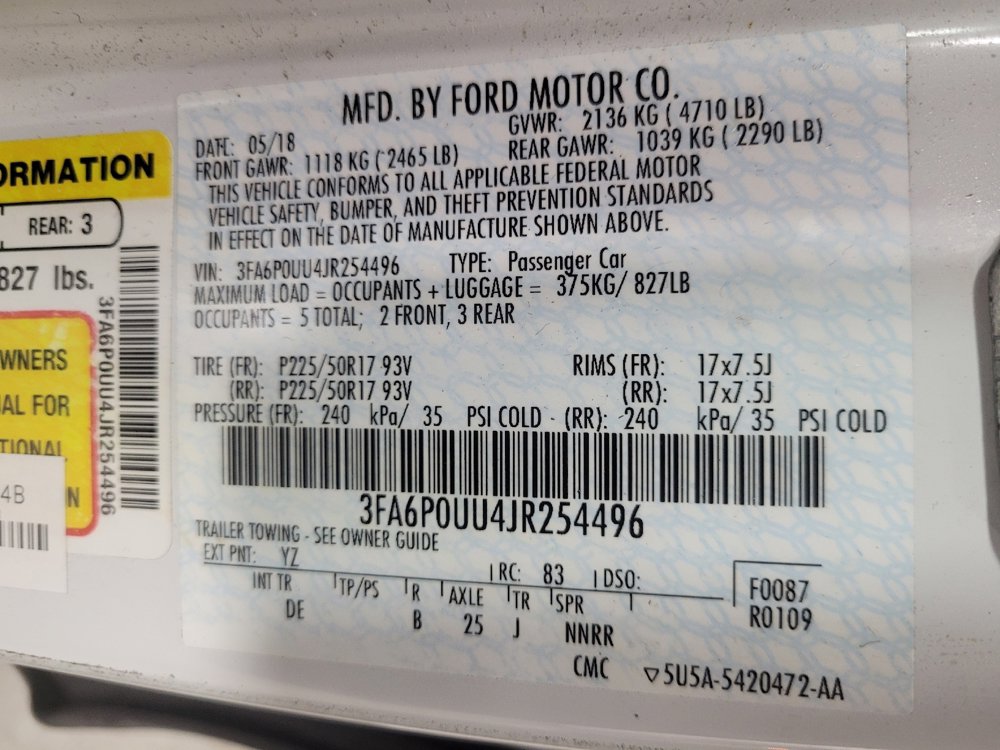 MFD. BY FORD MOTOR CO.
DATE: 05/18 GVWR: 2136 KG ( 4710 LB)
FRONT GAWR: 1118 KG ( 2465 LB) REAR GAWR: 1039 KG ( 2290 LB)
THIS VEHICLE CONFORMS TO ALL APPLICABLE FEDERAL MOTOR
VEHICLE SAFETY, BUMPER, AND THEFT PREVENTION STANDARDS
IN EFFECT ON THE DATE OF MANUFACTURE SHOWN ABOVE.
VIN: 3FA6P0UU4JR254496 TYPE: Passenger Car
MAXIMUM LOAD = OCCUPANTS + LUGGAGE = 375KG/ 827LB
OCCUPANTS = 5 TOTAL; 2 FRONT, 3 REAR
TIRE (FR): P225/50R17 93V RIMS (FR): 17x7.5J
(RR): P225/50R17 93V (RR): 17x7.5J
PRESSURE (FR): 240 kPa/ 35 PSI COLD - (RR): 240 kPa/ 35 PSI COLD
3FA6P0UU4JR254496
TRAILER TOWING - SEE OWNER GUIDE
EXT PNT: YZ RC: 83 DSO:
INT TR TP/PS R AXLE TR SPR
DE B 25 J NNRR
F0087
R0109
CMC ▽5U5A-5420472-AA
ORMATION
REAR: 3
827 lbs.
3FA6P0UU4JR254496
WNERS
UAL FOR
TIONAL
N
4B